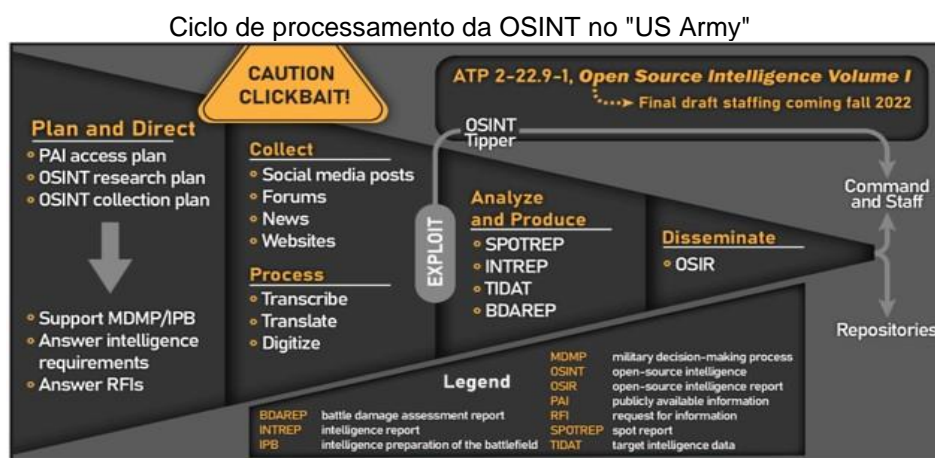 Ciclo de processamento da OSINT no "US Army"
CAUTION
CLICKBAIT!
ATP 2-22.9-1, Open Source Intelligence Volume I
Final draft staffing coming fall 2022
Plan and Direct
PAI access plan
OSINT research plan
OSINT collection plan
Support MDMP/IPB
Answer intelligence
requirements
Answer RFIs
Collect
Social media posts
Forums
News
Websites
Process
Transcribe
Translate
Digitize
EXPLOIT
OSINT
Tipper
Analyze
and Produce
SPOTREP
INTREP
TIDAT
BDAREP
Disseminate
OSIR
Command
and Staff
Repositories
Legend
BDAREP battle damage assessment report
INTREP intelligence report
IPB intelligence preparation of the battlefield
MDMP military decision-making process
OSINT open-source intelligence
OSIR open-source intelligence report
PAI publicly available information
RFI request for information
SPOTREP spot report
TIDAT target intelligence data